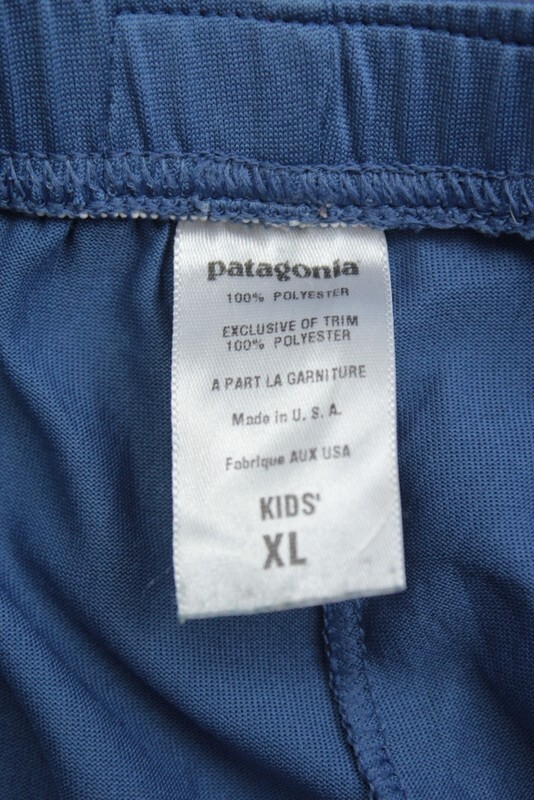 patagonia
100% POLYESTER
EXCLUSIVE OF TRIM
100% POLYESTER
A PART LA GARNITURE
Made in U. S. A.
Fabrique AUX USA
KIDS'
XL